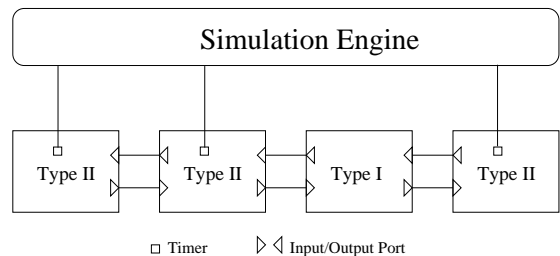 Simulation Engine
Type II
Type II
Type I
Type II
Timer
Input/Output Port